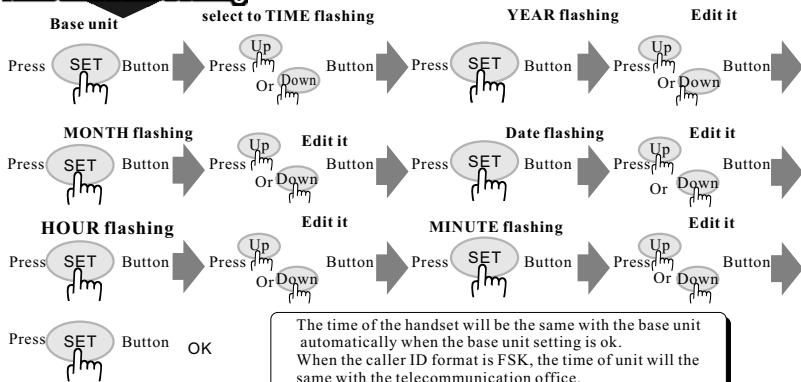 Base unit select to TIME flashing YEAR flashing Edit it
Press SET Button Press Up Or Down Button Press SET Button Press Up Or Down Button
MONTH flashing Edit it Date flashing Edit it
Press SET Button Press Up Or Down Button Press SET Button Press Up Or Down Button
HOUR flashing Edit it MINUTE flashing Edit it
Press SET Button Press Up Or Down Button Press SET Button Press Up Or Down Button
Press SET Button OK
The time of the handset will be the same with the base unit
automatically when the base unit setting is ok.
When the caller ID format is FSK, the time of unit will the
same with the telecommunication office.